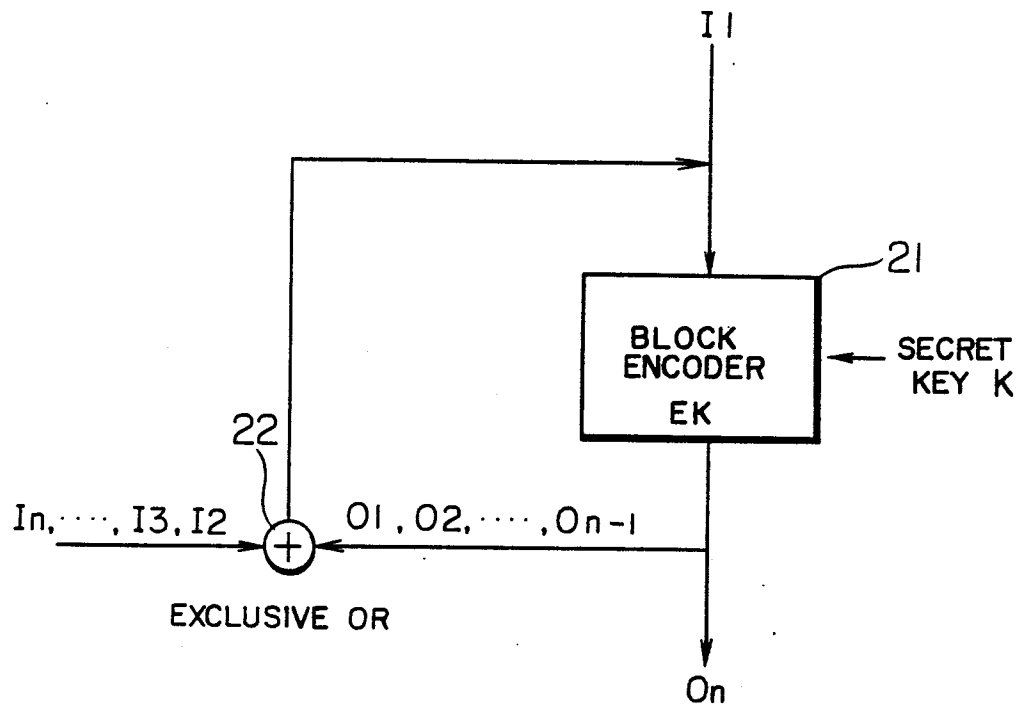 I1
21
BLOCK
ENCODER
EK
SECRET
KEY K
22
In,····, I3, I2
O1, O2,····, On-1
EXCLUSIVE OR
On